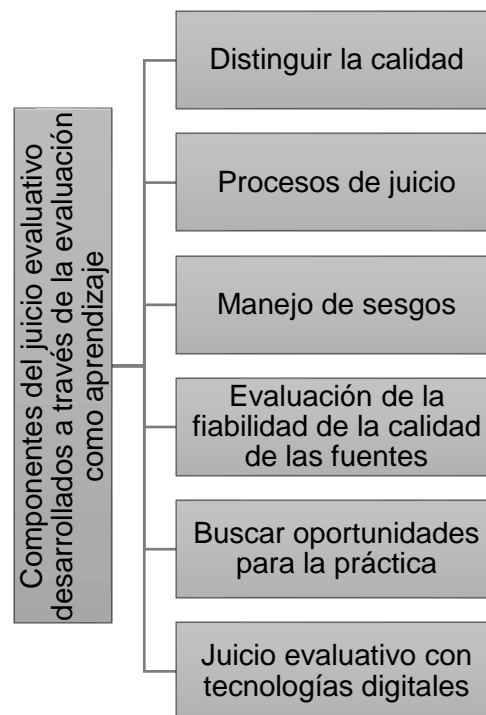 Componentes del juicio evaluativo
desarrollados a través de la evaluación
como aprendizaje
Distinguir la calidad
Procesos de juicio
Manejo de sesgos
Evaluación de la
fiabilidad de la calidad
de las fuentes
Buscar oportunidades
para la práctica
Juicio evaluativo con
tecnologías digitales